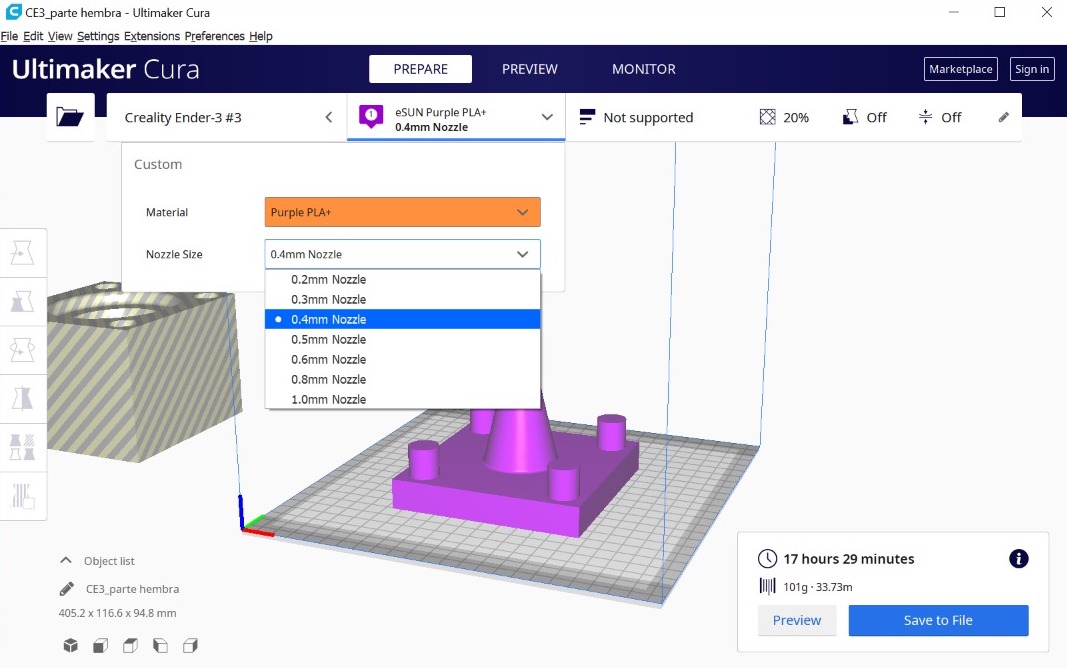 CE3_parte hembra - Ultimaker Cura
File Edit View Settings Extensions Preferences Help
Ultimaker Cura
PREPARE
PREVIEW
MONITOR
Marketplace
Sign in
Creality Ender-3 #3
1
eSUN Purple PLA+
0.4mm Nozzle
Not supported
20%
Off
Off
Custom
Material
Purple PLA+
Nozzle Size
0.4mm Nozzle
0.2mm Nozzle
0.3mm Nozzle
0.4mm Nozzle
0.5mm Nozzle
0.6mm Nozzle
0.8mm Nozzle
1.0mm Nozzle
Object list
CE3_parte hembra
405.2 x 116.6 x 94.8 mm
17 hours 29 minutes
101g · 33.73m
Preview
Save to File